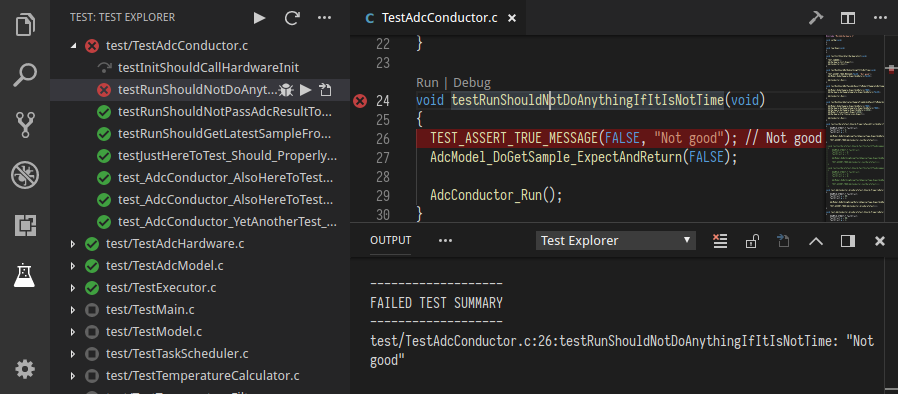 TEST: TEST EXPLORER
test/TestAdcConductor.c
testInitShouldCallHardwareInit
testRunShouldNotDoAnyt...
testRunShouldNotPassAdcResultTo...
testRunShouldGetLatestSampleFro...
testJustHereToTest_Should_Properly...
test_AdcConductor_AlsoHereToTest...
test_AdcConductor_AlsoHereToTest...
test_AdcConductor_YetAnotherTest_...
test/TestAdcHardware.c
test/TestAdcModel.c
test/TestExecutor.c
test/TestMain.c
test/TestModel.c
test/TestTaskScheduler.c
test/TestTemperatureCalculator.c
C TestAdcConductor.c
22 }
23
Run | Debug
24 void testRunShouldNotDoAnythingIfItIsNotTime(void)
25 {
26 TEST_ASSERT_TRUE_MESSAGE(FALSE, "Not good"); // Not good
27 AdcModel_DoGetSample_ExpectAndReturn(FALSE);
28
29 AdcConductor_Run();
30 }
OUTPUT
Test Explorer
-------------------
FAILED TEST SUMMARY
-------------------
test/TestAdcConductor.c:26:testRunShouldNotDoAnythingIfItIsNotTime: "Not
good"